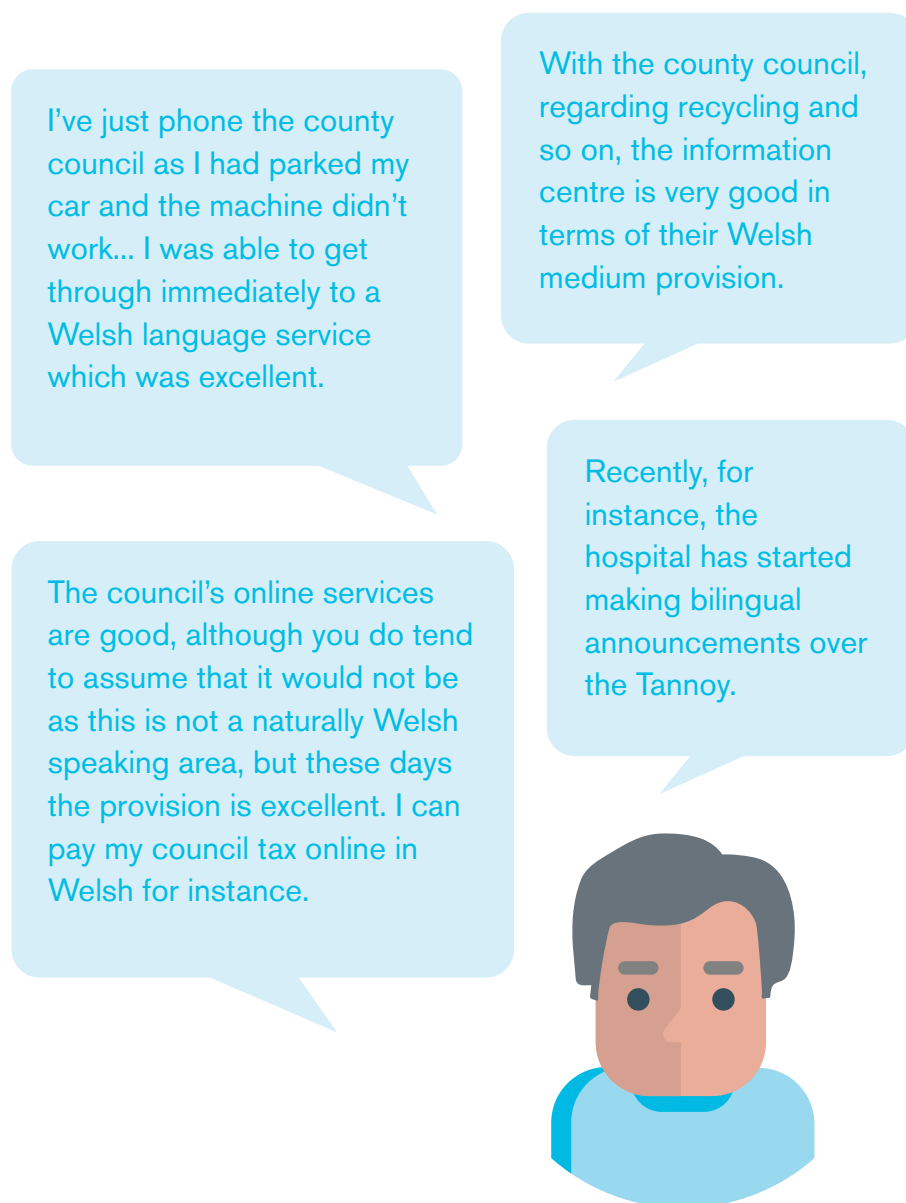 I've just phone the county
council as I had parked my
car and the machine didn't
work... I was able to get
through immediately to a
Welsh language service
which was excellent.
With the county council,
regarding recycling and
so on, the information
centre is very good in
terms of their Welsh
medium provision.
The council's online services
are good, although you do tend
to assume that it would not be
as this is not a naturally Welsh
speaking area, but these days
the provision is excellent. I can
pay my council tax online in
Welsh for instance.
Recently, for
instance, the
hospital has started
making bilingual
announcements over
the Tannoy.